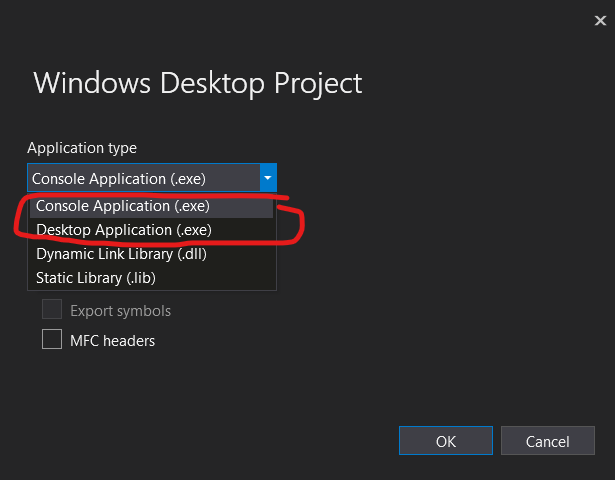 Windows Desktop Project
Application type
Console Application (.exe)
Console Application (.exe)
Desktop Application (.exe)
Dynamic Link Library (.dll)
Static Library (.lib)
Export symbols
MFC headers
OK
Cancel